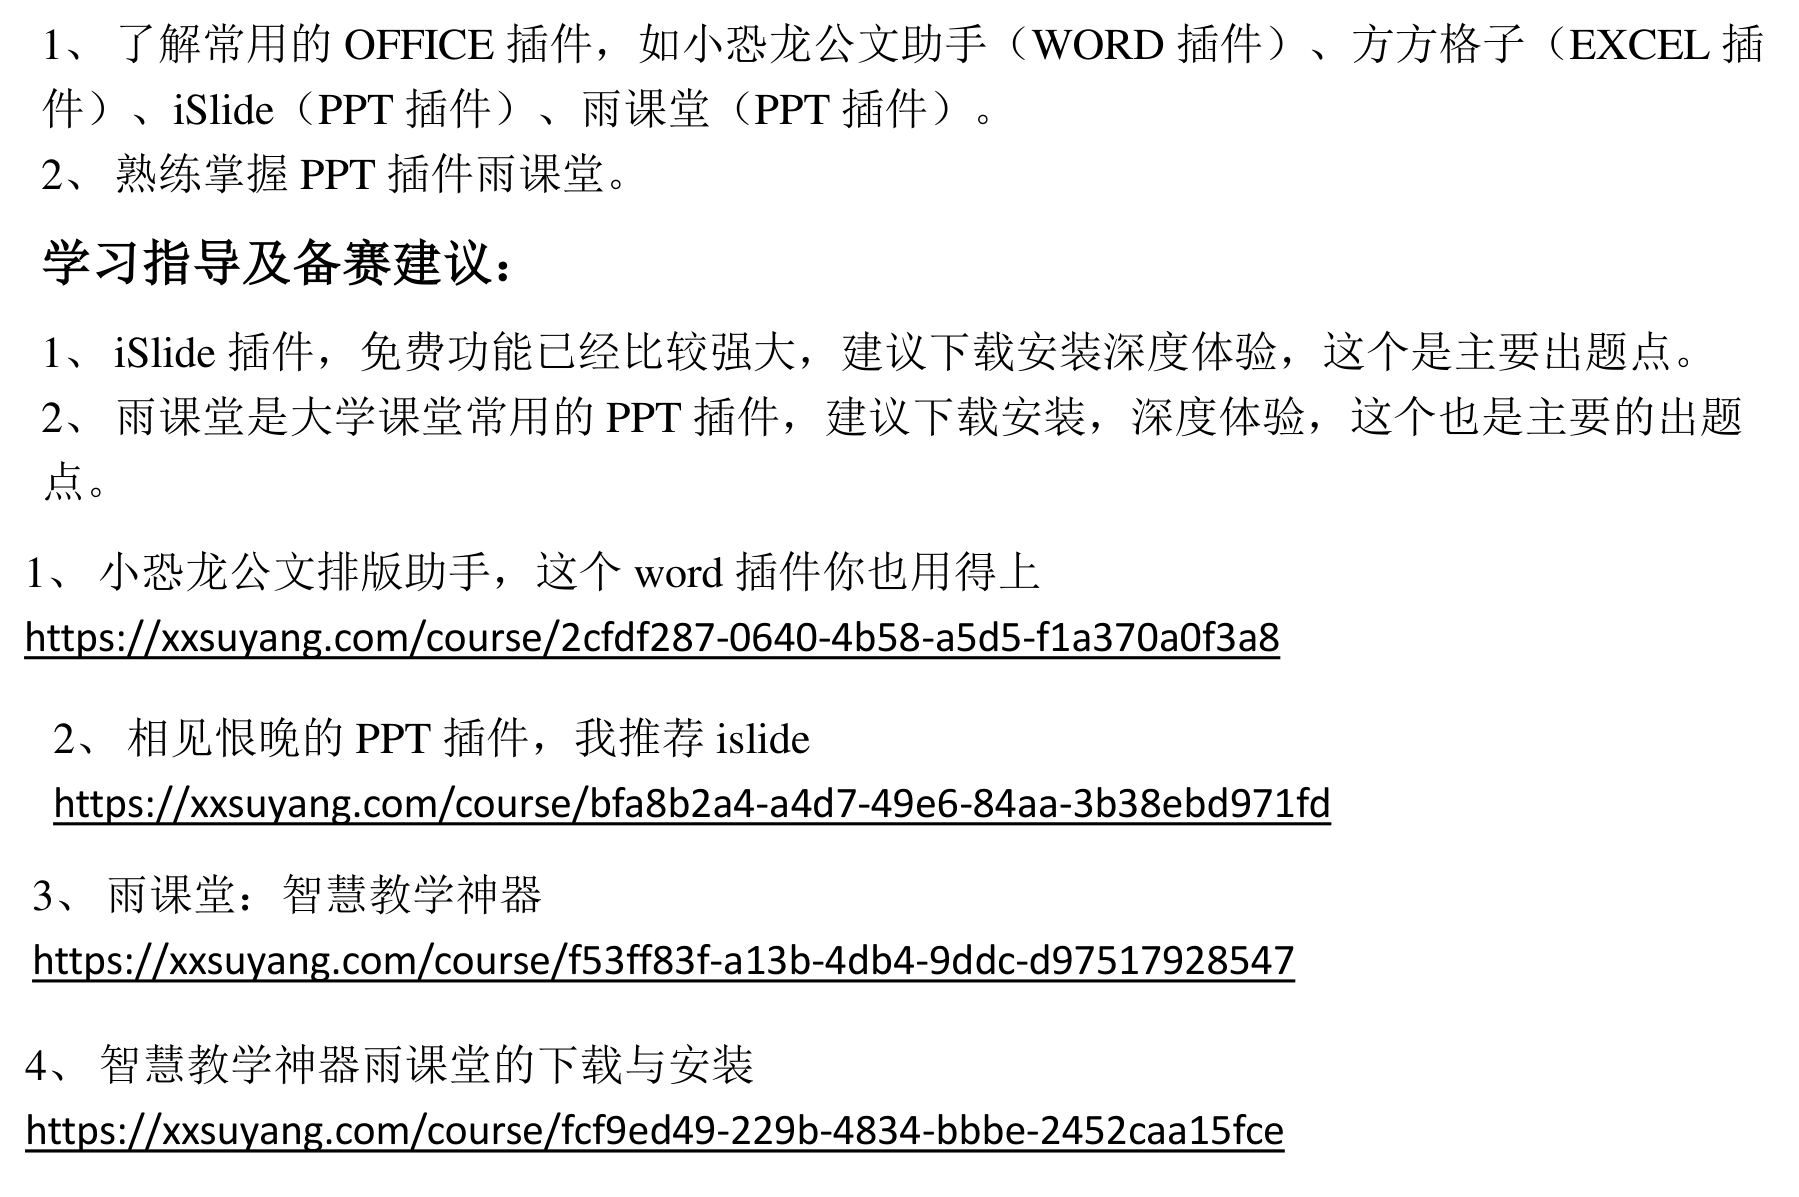 1、 了解常用的 OFFICE 插件，如小恐龙公文助手（WORD 插件）、方方格子（EXCEL 插
件）、iSlide（PPT 插件）、雨课堂（PPT 插件）。
2、 熟练掌握 PPT 插件雨课堂。
学习指导及备赛建议：
1、 iSlide 插件，免费功能已经比较强大，建议下载安装深度体验，这个是主要出题点。
2、 雨课堂是大学课堂常用的 PPT 插件，建议下载安装，深度体验，这个也是主要的出题
点。
1、 小恐龙公文排版助手，这个 word 插件你也用得上
https://xxsuyang.com/course/2cfdf287-0640-4b58-a5d5-f1a370a0f3a8
2、 相见恨晚的 PPT 插件，我推荐 islide
https://xxsuyang.com/course/bfa8b2a4-a4d7-49e6-84aa-3b38ebd971fd
3、 雨课堂：智慧教学神器
https://xxsuyang.com/course/f53ff83f-a13b-4db4-9ddc-d97517928547
4、 智慧教学神器雨课堂的下载与安装
https://xxsuyang.com/course/fcf9ed49-229b-4834-bbbe-2452caa15fce